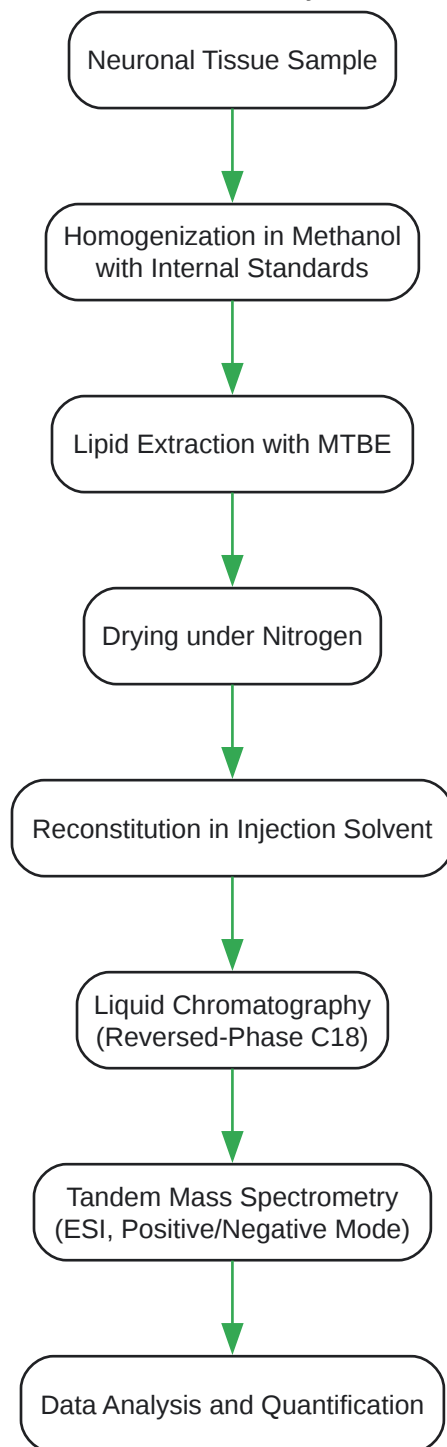 Neuronal Tissue Sample
Homogenization in Methanol
with Internal Standards
Lipid Extraction with MTBE
Drying under Nitrogen
Reconstitution in Injection Solvent
Liquid Chromatography
(Reversed-Phase C18)
Tandem Mass Spectrometry
(ESI, Positive/Negative Mode)
Data Analysis and Quantification